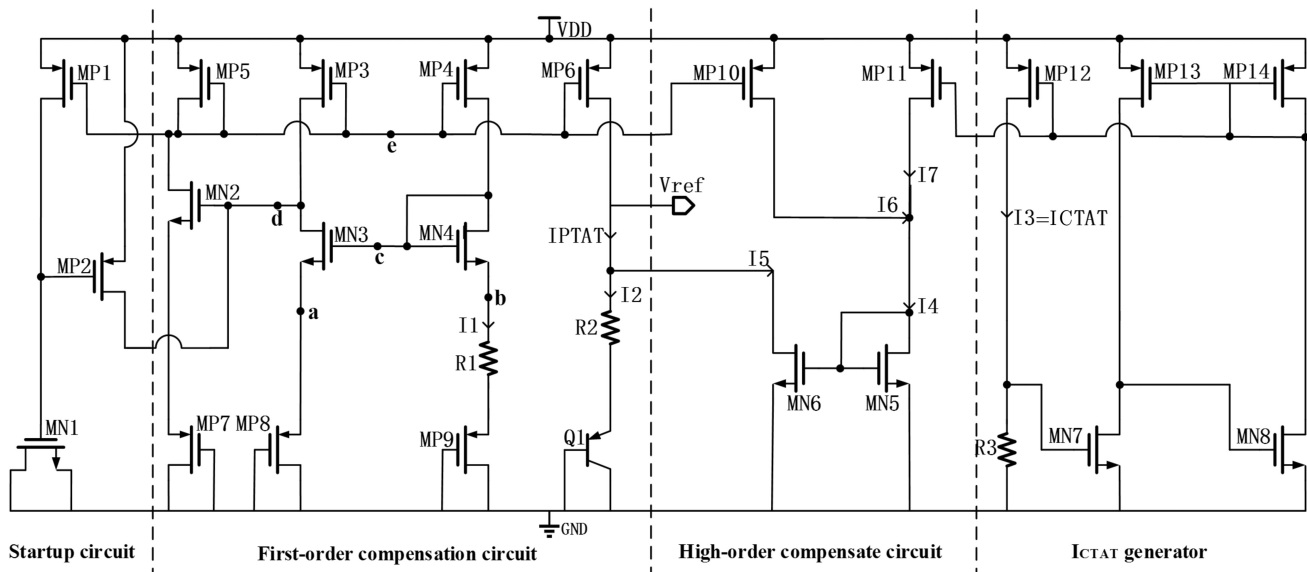 VDD
MP1
MP5
MP3
MP4
MP6
MP10
MP11
MP12
MP13
MP14
e
MN2
d
MN3
c
MN4
Vref
I6
I7
I3=ICTAT
IPTAT
MP2
a
b
I5
I1
I2
I4
R1
R2
MN6
MN5
MN1
MP7
MP8
MP9
Q1
R3
MN7
MN8
GND
Startup circuit
First-order compensation circuit
High-order compensate circuit
ICTAT generator